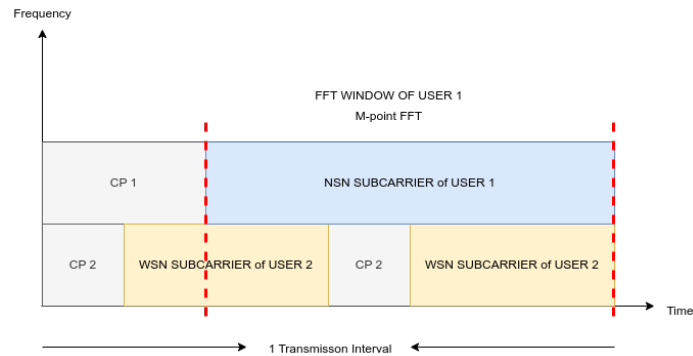 Frequency
FFT WINDOW OF USER 1
M-point FFT
CP 1
NSN SUBCARRIER of USER 1
CP 2
WSN SUBCARRIER of USER 2
CP 2
WSN SUBCARRIER of USER 2
Time
1 Transmisson Interval